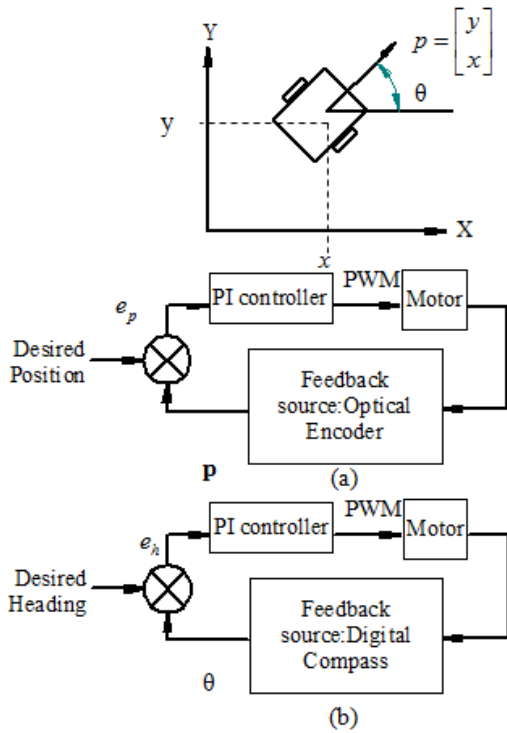 Y
p = [y x]
θ
y
X
x
PWM
e_p
PI controller
Motor
Desired
Position
Feedback
source:Optical
Encoder
p
(a)
PWM
PI controller
Motor
e_h
Desired
Heading
Feedback
source:Digital
Compass
θ
(b)